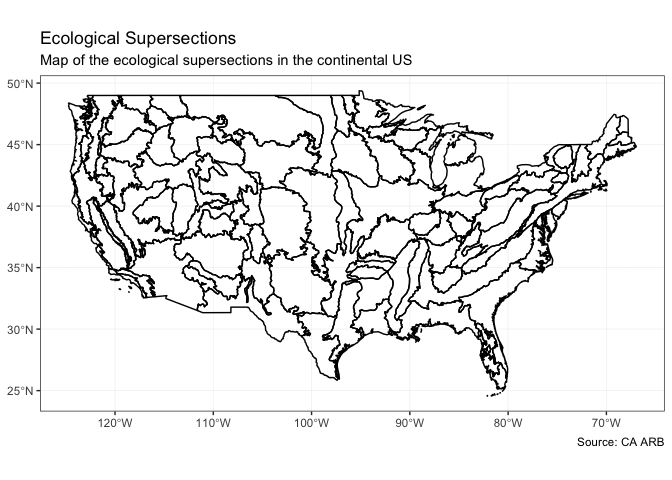 Ecological Supersections
Map of the ecological supersections in the continental US
50°N
45°N
40°N
35°N
30°N
25°N
120°W
110°W
100°W
90°W
80°W
70°W
Source: CA ARB